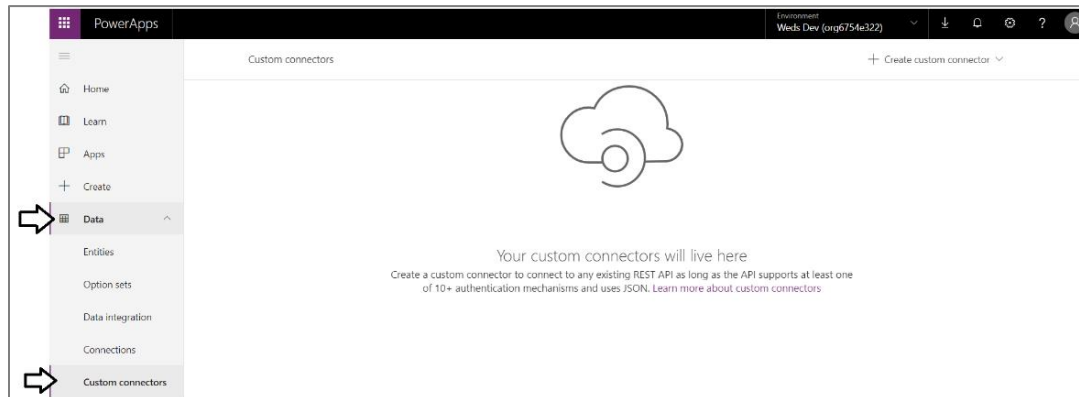 PowerApps
Environment
Weds Dev (org6754e322)
?
Custom connectors
Create custom connector
Home
Learn
Apps
Create
Data
Entities
Option sets
Data integration
Connections
Custom connectors
Your custom connectors will live here
Create a custom connector to connect to any existing REST API as long as the API supports at least one
of 10+ authentication mechanisms and uses JSON. Learn more about custom connectors